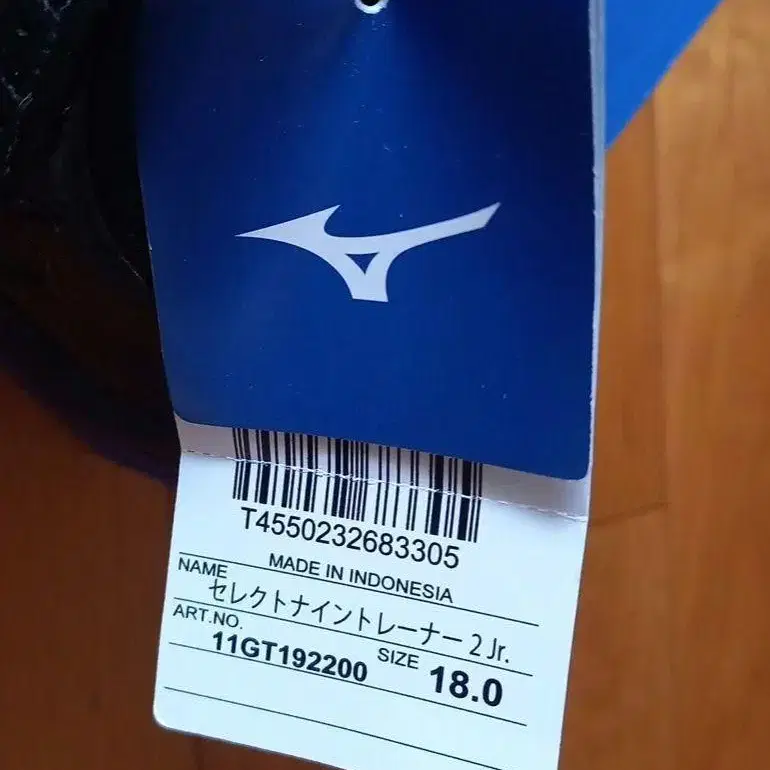 T4550232683305
MADE IN INDONESIA
NAME
セレクトナイントレーナー2 Jr.
ART.NO.
11GT192200
SIZE
18.0